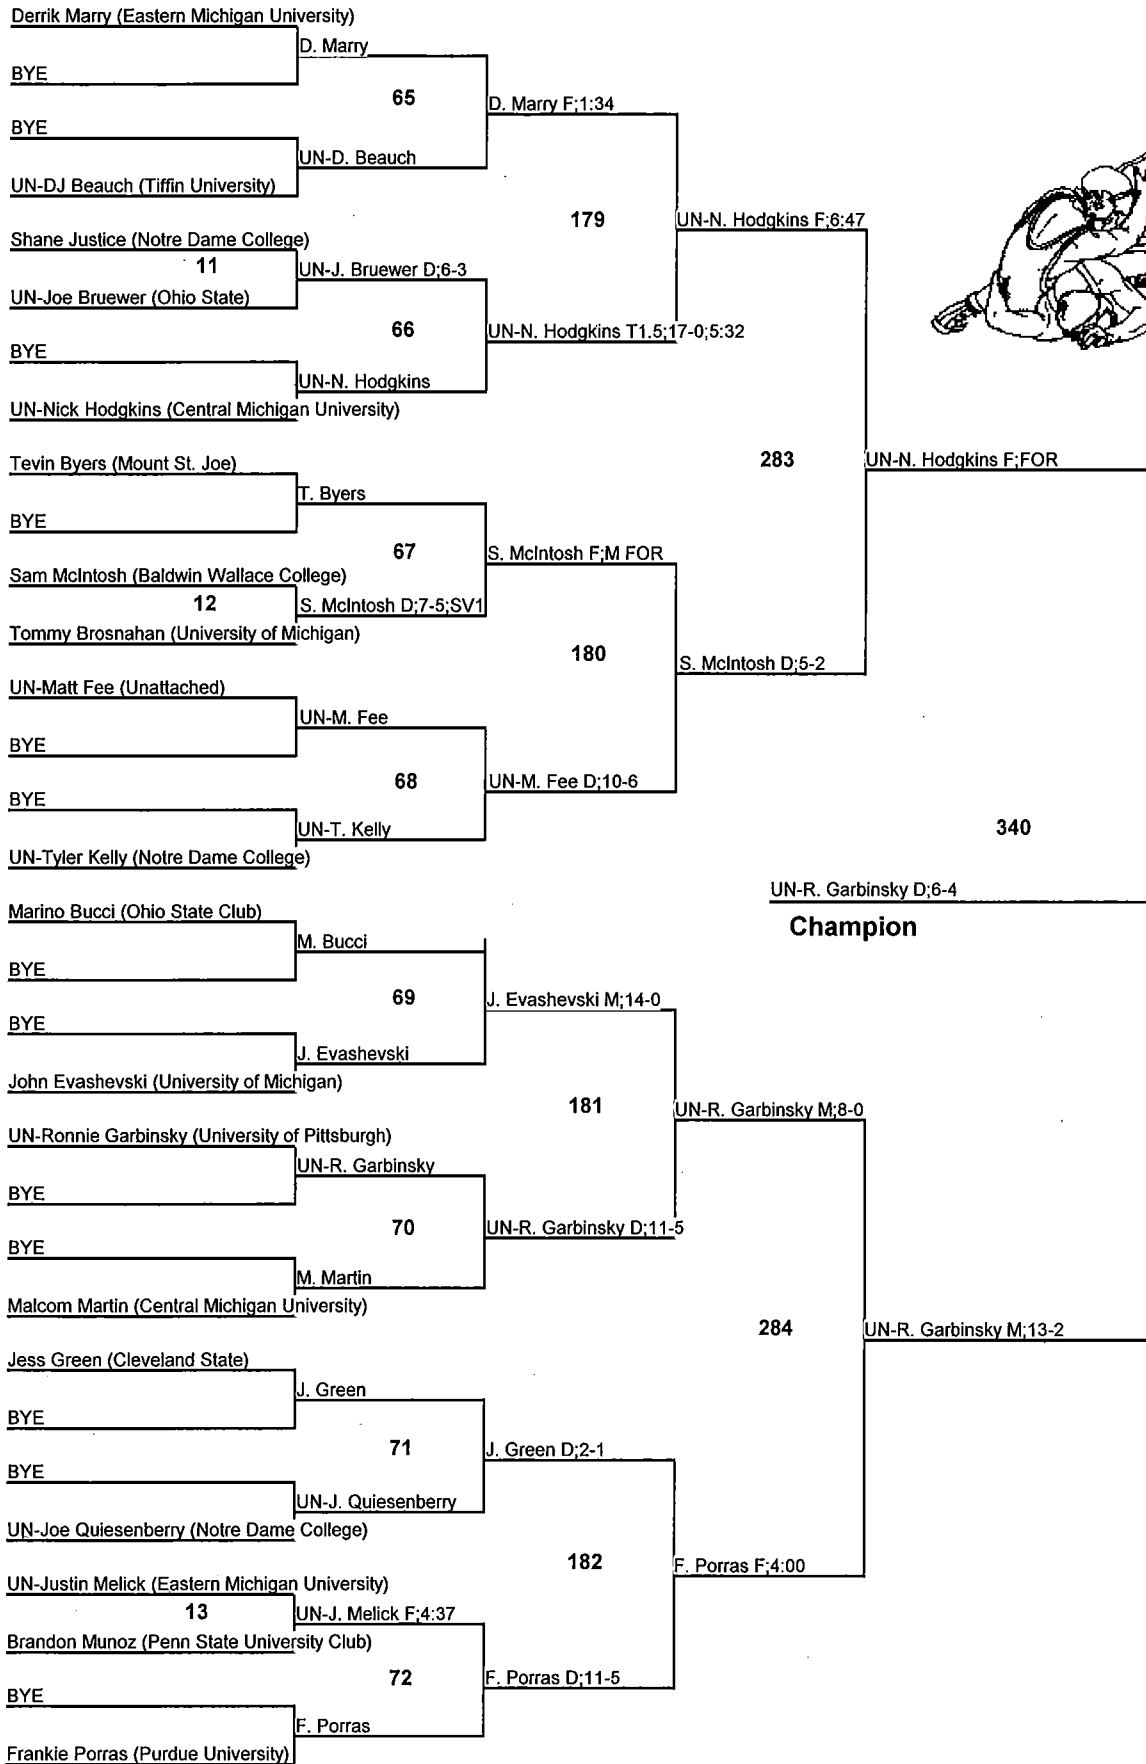 Derrik Marry (Eastern Michigan University)
D. Marry
BYE
65
D. Marry F;1:34
BYE
UN-D. Beauch
UN-DJ Beauch (Tiffin University)
179
UN-N. Hodgkins F;6:47
Shane Justice (Notre Dame College)
11
UN-J. Bruewer D;6-3
UN-Joe Bruewer (Ohio State)
66
UN-N. Hodgkins T1.5;17-0;5:32
BYE
UN-N. Hodgkins
UN-Nick Hodgkins (Central Michigan University)
283
UN-N. Hodgkins F;FOR
Tevin Byers (Mount St. Joe)
T. Byers
BYE
67
S. McIntosh F;M FOR
Sam McIntosh (Baldwin Wallace College)
12
S. McIntosh D;7-5;SV1
Tommy Brosnahan (University of Michigan)
180
S. McIntosh D;5-2
UN-Matt Fee (Unattached)
UN-M. Fee
BYE
68
UN-M. Fee D;10-6
BYE
UN-T. Kelly
UN-Tyler Kelly (Notre Dame College)
340
UN-R. Garbinsky D;6-4
Champion
Marino Bucci (Ohio State Club)
M. Bucci
BYE
69
J. Evashevski M;14-0
BYE
J. Evashevski
John Evashevski (University of Michigan)
181
UN-R. Garbinsky M;8-0
UN-Ronnie Garbinsky (University of Pittsburgh)
UN-R. Garbinsky
BYE
70
UN-R. Garbinsky D;11-5
BYE
M. Martin
Malcom Martin (Central Michigan University)
284
UN-R. Garbinsky M;13-2
Jess Green (Cleveland State)
J. Green
BYE
71
J. Green D;2-1
BYE
UN-J. Quiesenberry
UN-Joe Quiesenberry (Notre Dame College)
182
F. Porras F;4:00
UN-Justin Melick (Eastern Michigan University)
13
UN-J. Melick F;4:37
Brandon Munoz (Penn State University Club)
72
F. Porras D;11-5
BYE
F. Porras
Frankie Porras (Purdue University)